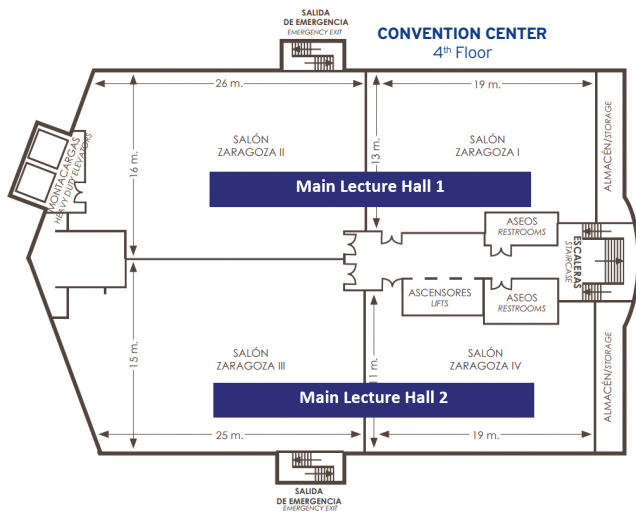 SALIDA
DE EMERGENCIA
EMERGENCY EXIT
CONVENTION CENTER
4th Floor
26 m.
19 m.
SALÓN
ZARAGOZA II
SALÓN
ZARAGOZA I
13 m.
16 m.
ALMACÉN/STORAGE
MONTACARGAS
HEAVY DUTY ELEVATORS
Main Lecture Hall 1
ASEOS
RESTROOMS
ESCALERAS
STAIRCASE
ASCENSORES
LIFTS
ASEOS
RESTROOMS
15 m.
11 m.
SALÓN
ZARAGOZA III
SALÓN
ZARAGOZA IV
ALMACÉN/STORAGE
Main Lecture Hall 2
25 m.
19 m.
SALIDA
DE EMERGENCIA
EMERGENCY EXIT